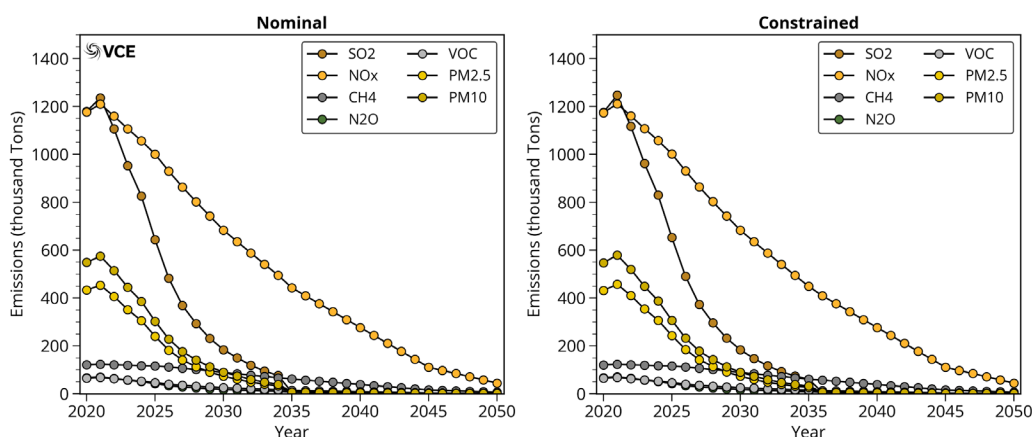 Nominal
VCE
SO2
NOx
CH4
N2O
VOC
PM2.5
PM10
Emissions (thousand Tons)
1400
1200
1000
800
600
400
200
0
2020 2025 2030 2035 2040 2045 2050
Year
Constrained
SO2
NOx
CH4
N2O
VOC
PM2.5
PM10
Emissions (thousand Tons)
1400
1200
1000
800
600
400
200
0
2020 2025 2030 2035 2040 2045 2050
Year